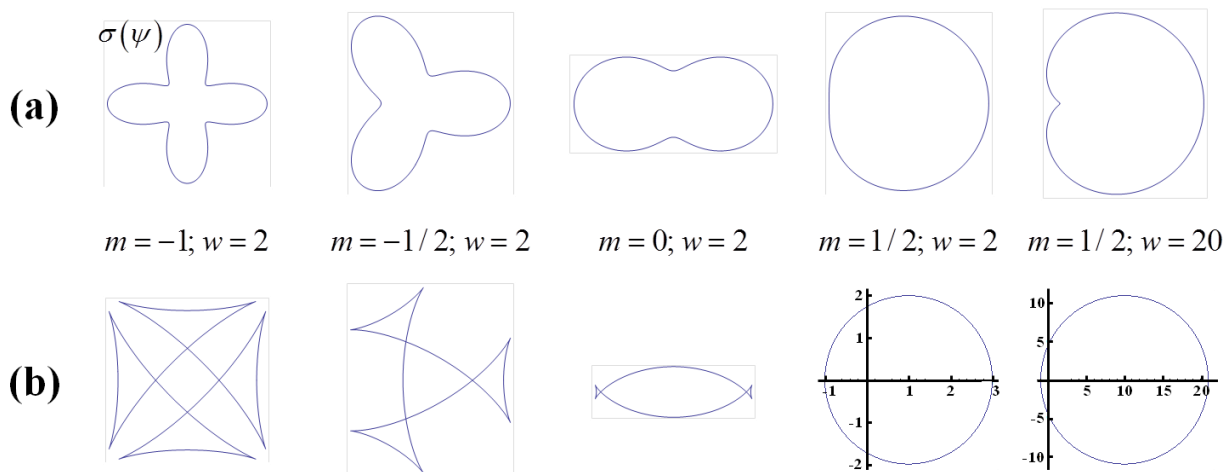 σ(ψ)
(a)
m = −1; w = 2
m = −1/2; w = 2
m = 0; w = 2
m = 1/2; w = 2
m = 1/2; w = 20
(b)
2
1
-1
1
2
3
-1
-2
10
5
5
10
15
20
-5
-10